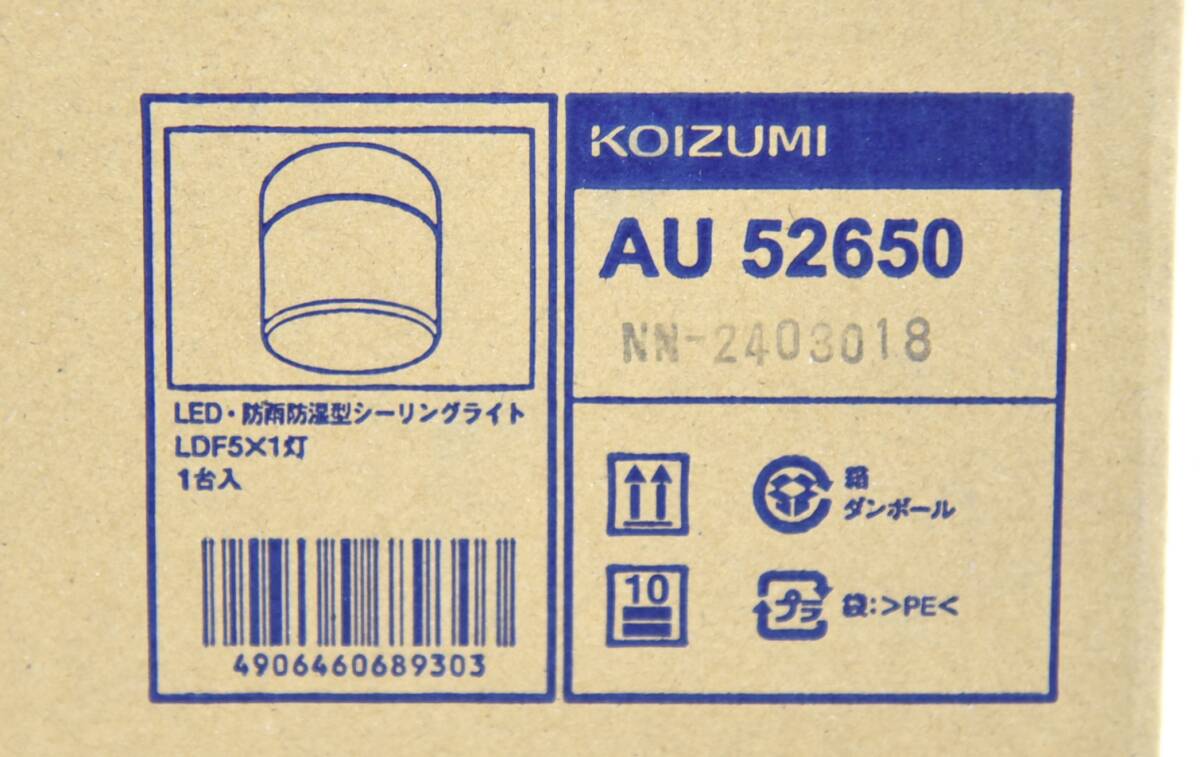 LED・防雨防湿型シーリングライト
LDF5×1灯
1台入
4906460689303
KOIZUMI
AU 52650
NN-2403018
箱
ダンボール
10
プラ
袋:>PE<